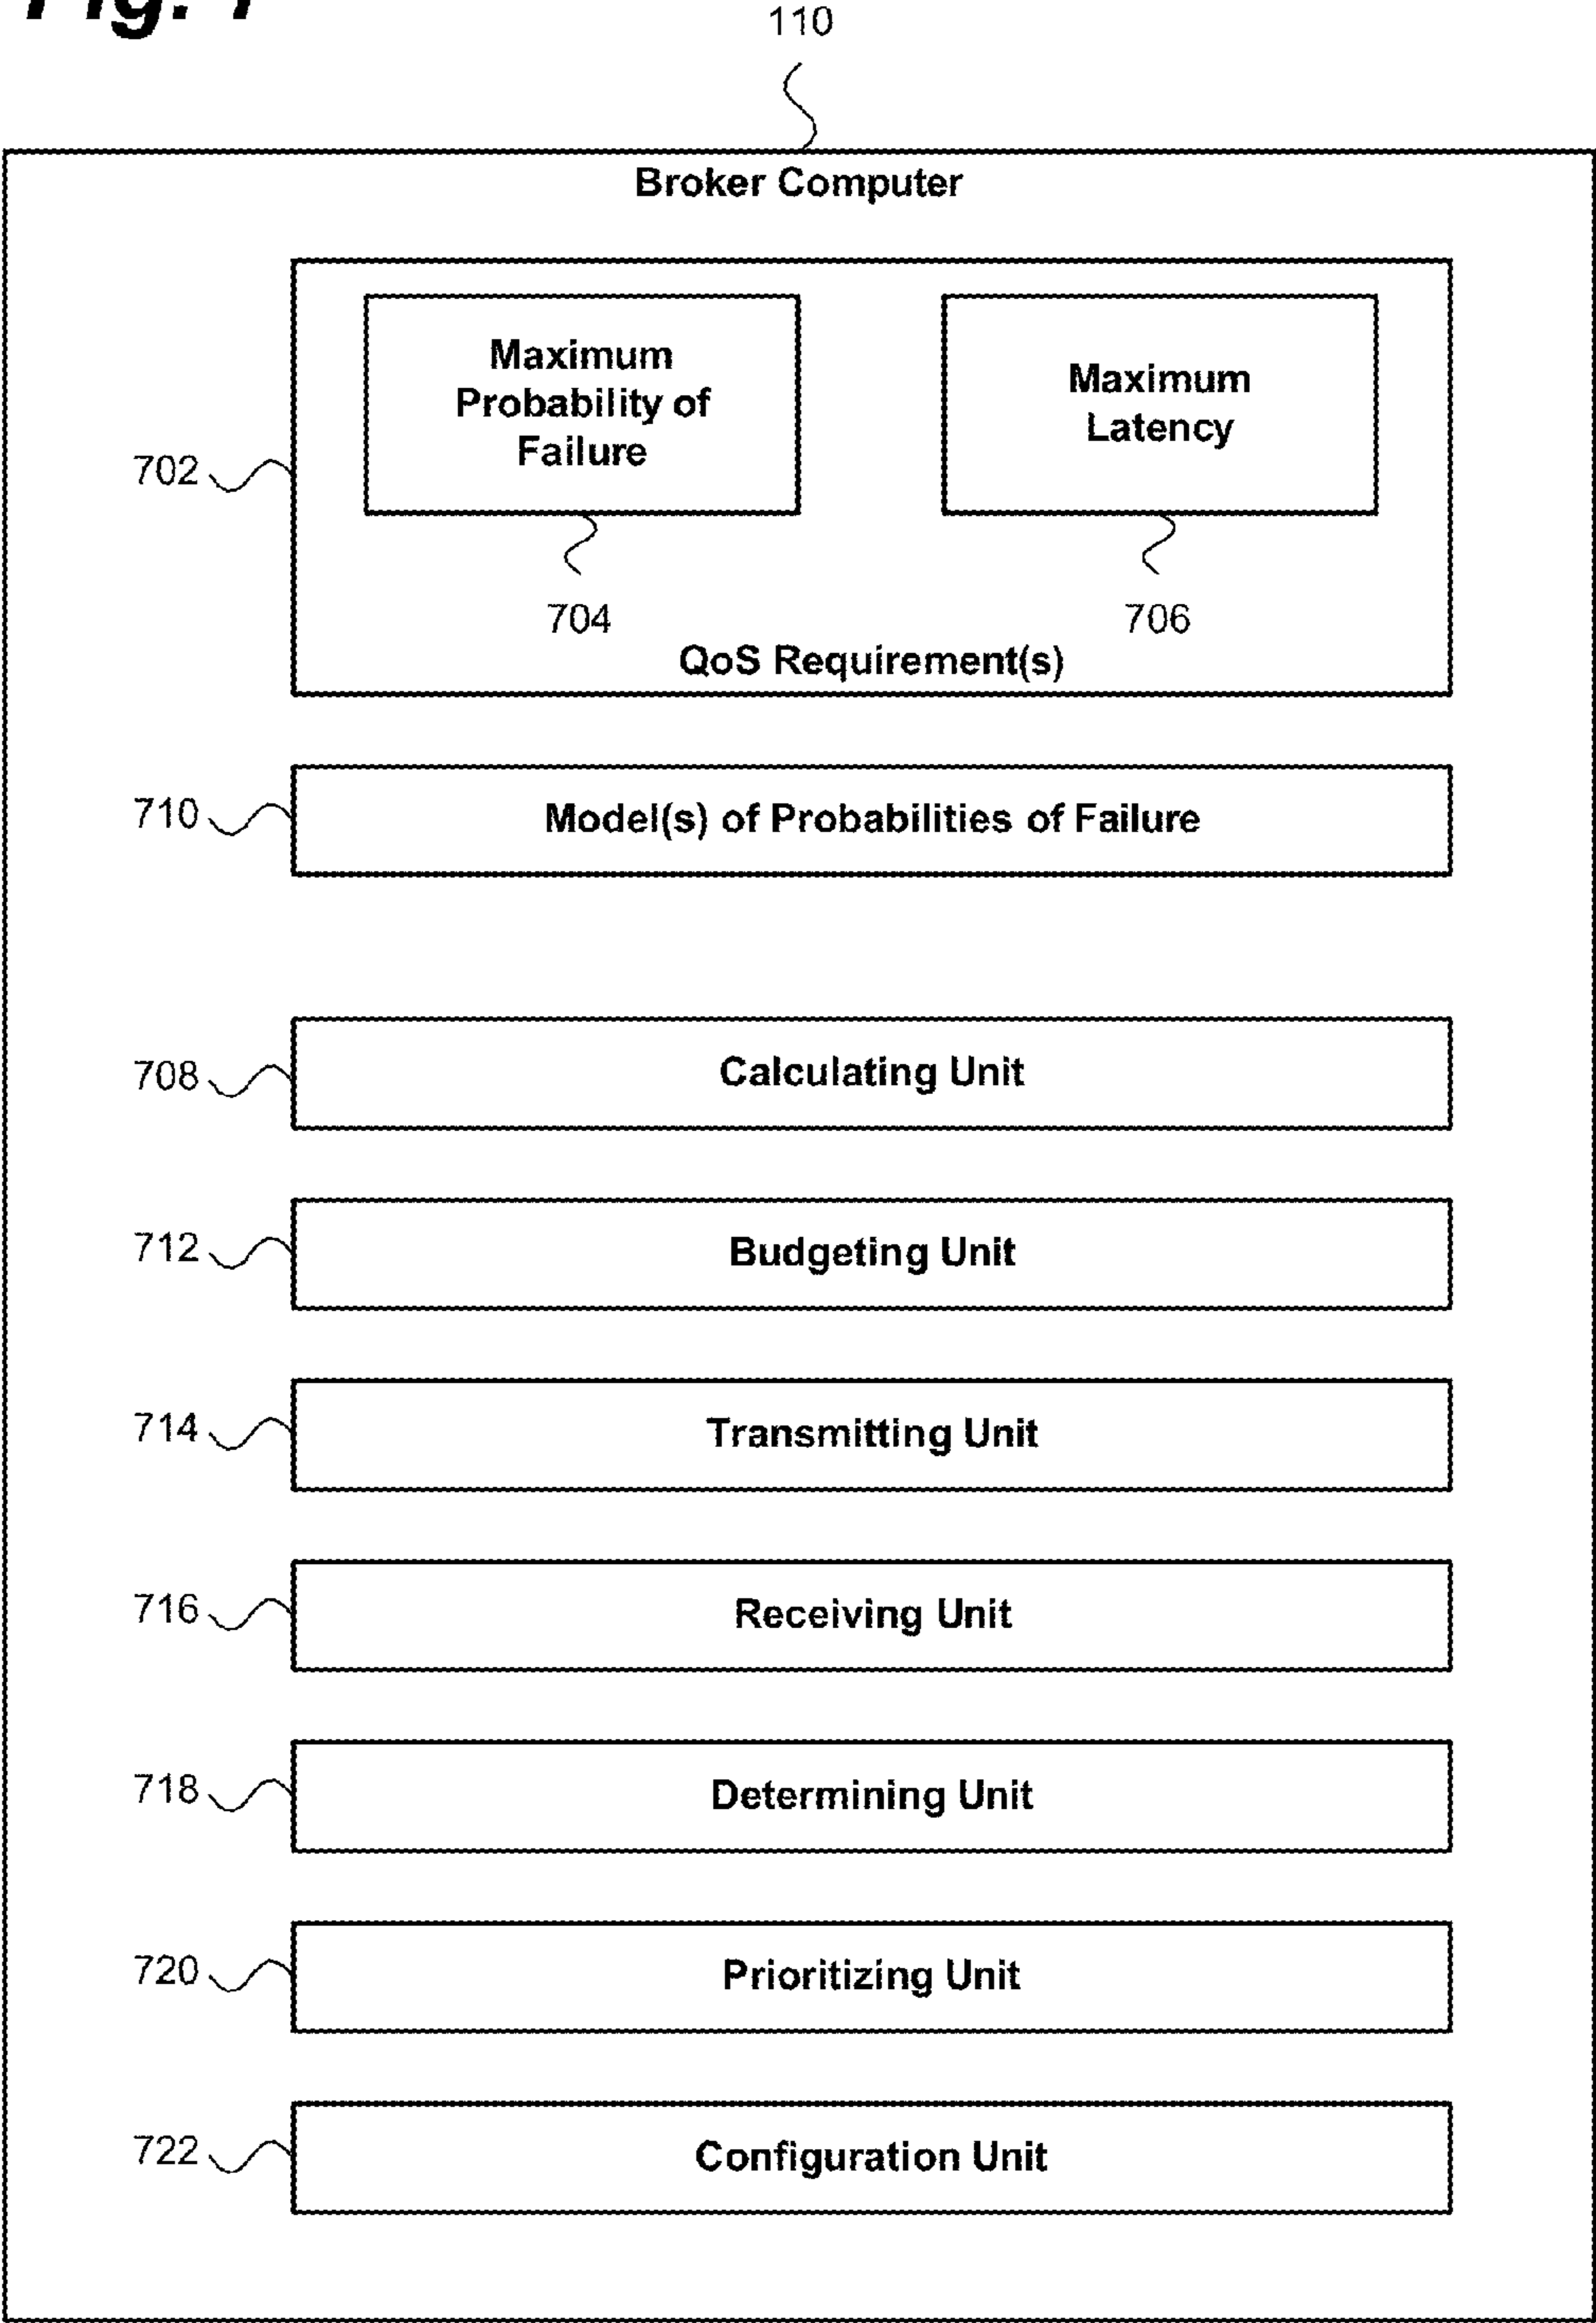 Fig. 7
110
Broker Computer
Maximum
Probability of
Failure
Maximum
Latency
702
704
706
QoS Requirement(s)
710
Model(s) of Probabilities of Failure
708
Calculating Unit
712
Budgeting Unit
714
Transmitting Unit
716
Receiving Unit
718
Determining Unit
720
Prioritizing Unit
722
Configuration Unit